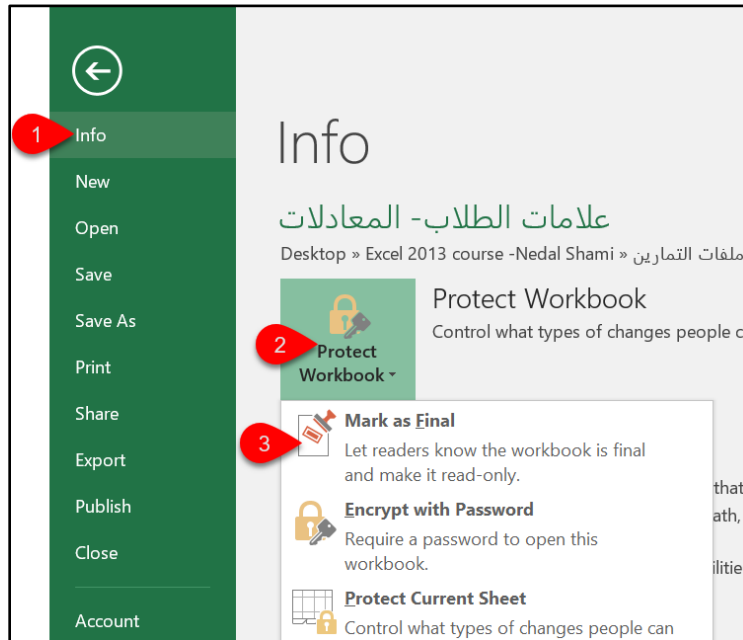 1
Info
New
Open
Save
Save As
Print
Share
Export
Publish
Close
Account
Info
علامات الطلاب- المعادلات
Desktop » Excel 2013 course -Nedal Shami » ملفات التمارين
2
Protect
Workbook
Protect Workbook
Control what types of changes people c
3
Mark as Final
Let readers know the workbook is final
and make it read-only.
Encrypt with Password
Require a password to open this
workbook.
Protect Current Sheet
Control what types of changes people can
that
ath,
ilitie